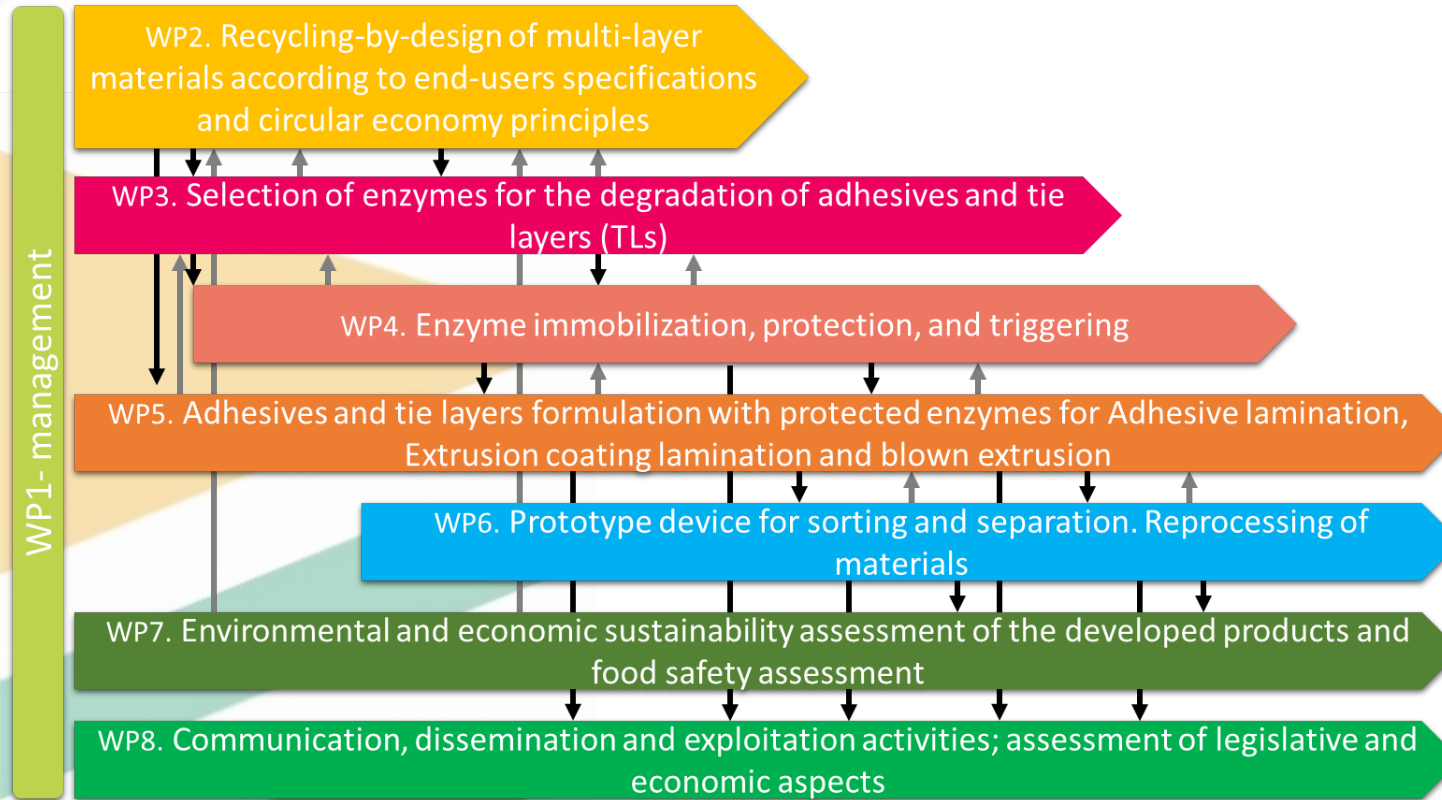 WP1- management
WP2. Recycling-by-design of multi-layer
materials according to end-users specifications
and circular economy principles
WP3. Selection of enzymes for the degradation of adhesives and tie
layers (TLs)
WP4. Enzyme immobilization, protection, and triggering
WP5. Adhesives and tie layers formulation with protected enzymes for Adhesive lamination,
Extrusion coating lamination and blown extrusion
WP6. Prototype device for sorting and separation. Reprocessing of
materials
WP7. Environmental and economic sustainability assessment of the developed products and
food safety assessment
WP8. Communication, dissemination and exploitation activities; assessment of legislative and
economic aspects